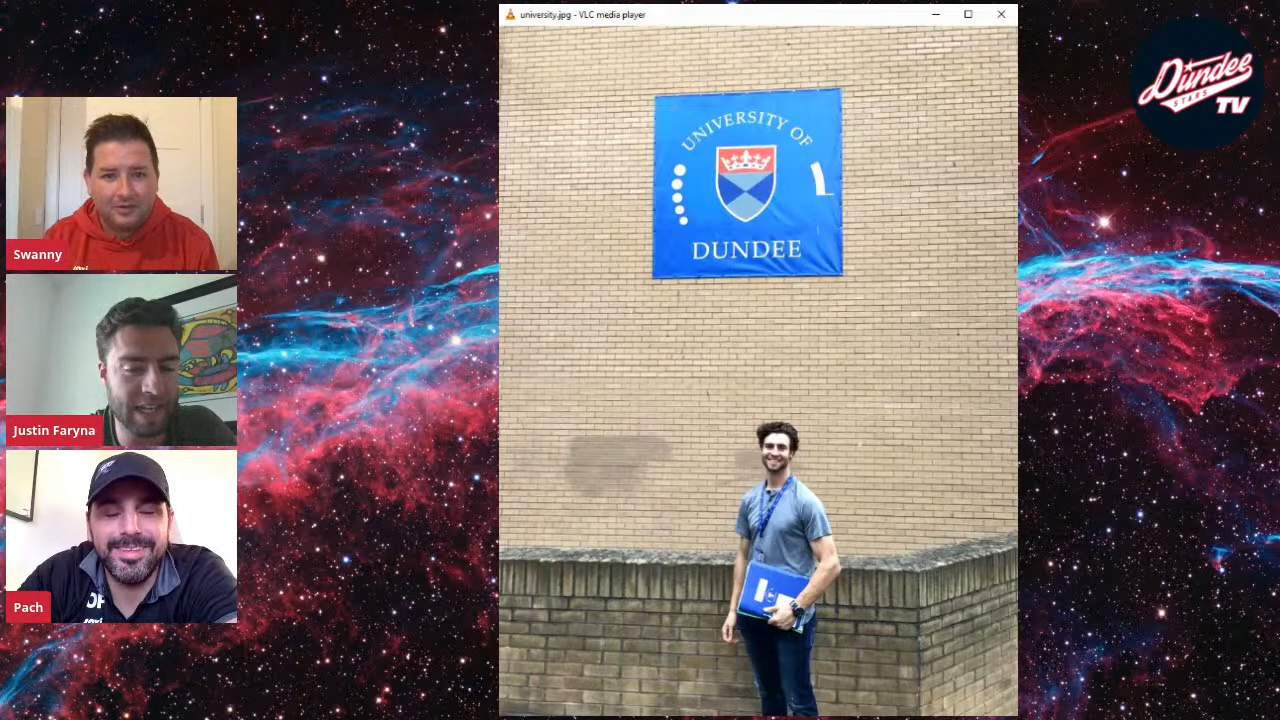 university.jpg - VLC media player
UNIVERSITY OF
DUNDEE
Dundee
STARS
TV
Swanny
Justin Faryna
Pach